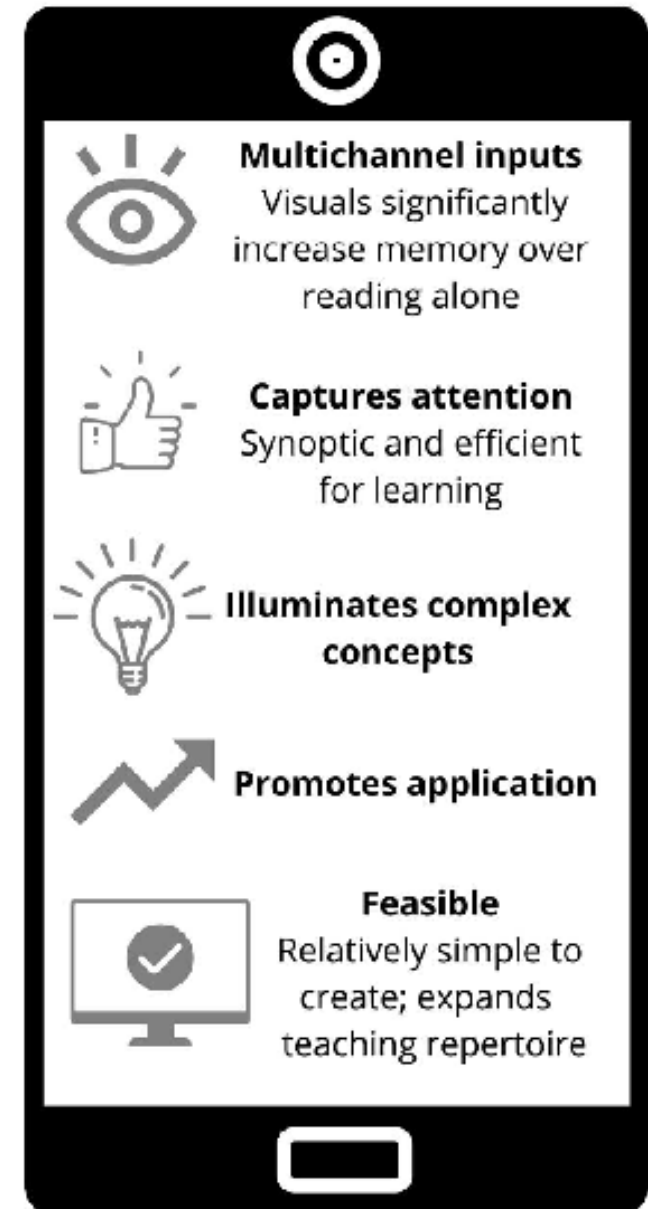 Multichannel inputs
Visuals significantly
increase memory over
reading alone
Captures attention
Synoptic and efficient
for learning
Illuminates complex
concepts
Promotes application
Feasible
Relatively simple to
create; expands
teaching repertoire